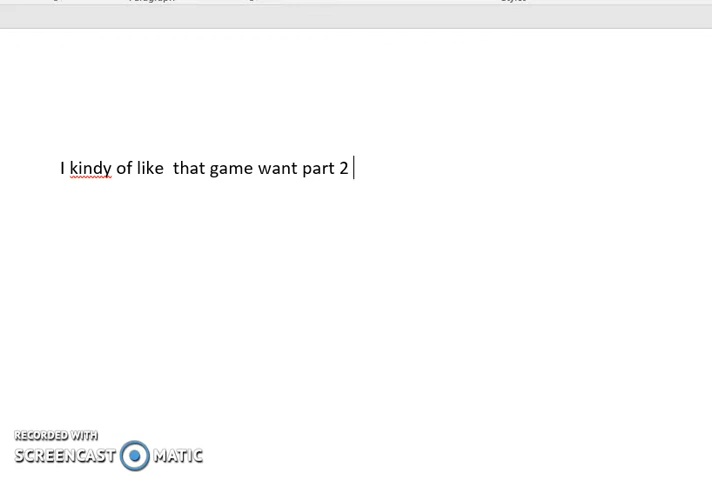 I kindy of like  that game want part 2
RECORDED WITH
SCREENCAST MATIC